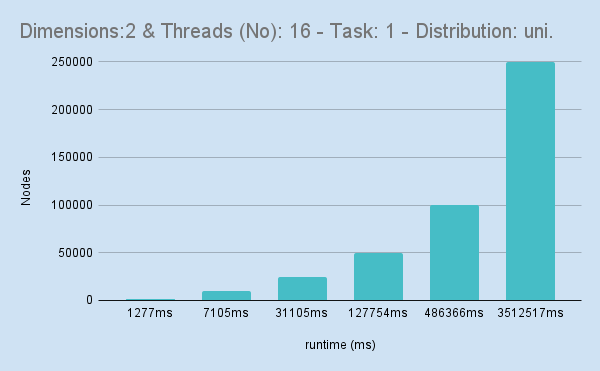 Dimensions:2 & Threads (No): 16 - Task: 1 - Distribution: uni.
250000
200000
150000
100000
50000
0
Nodes
1277ms 7105ms 31105ms 127754ms 486366ms 3512517ms
runtime (ms)